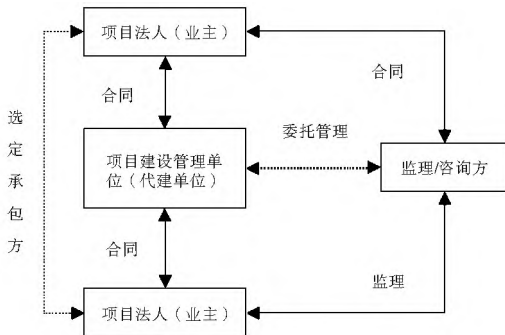 项目法人（业主）
合同
合同
选定承包方
委托管理
项目建设管理单
位（代建单位）
监理/咨询方
合同
监理
项目法人（业主）